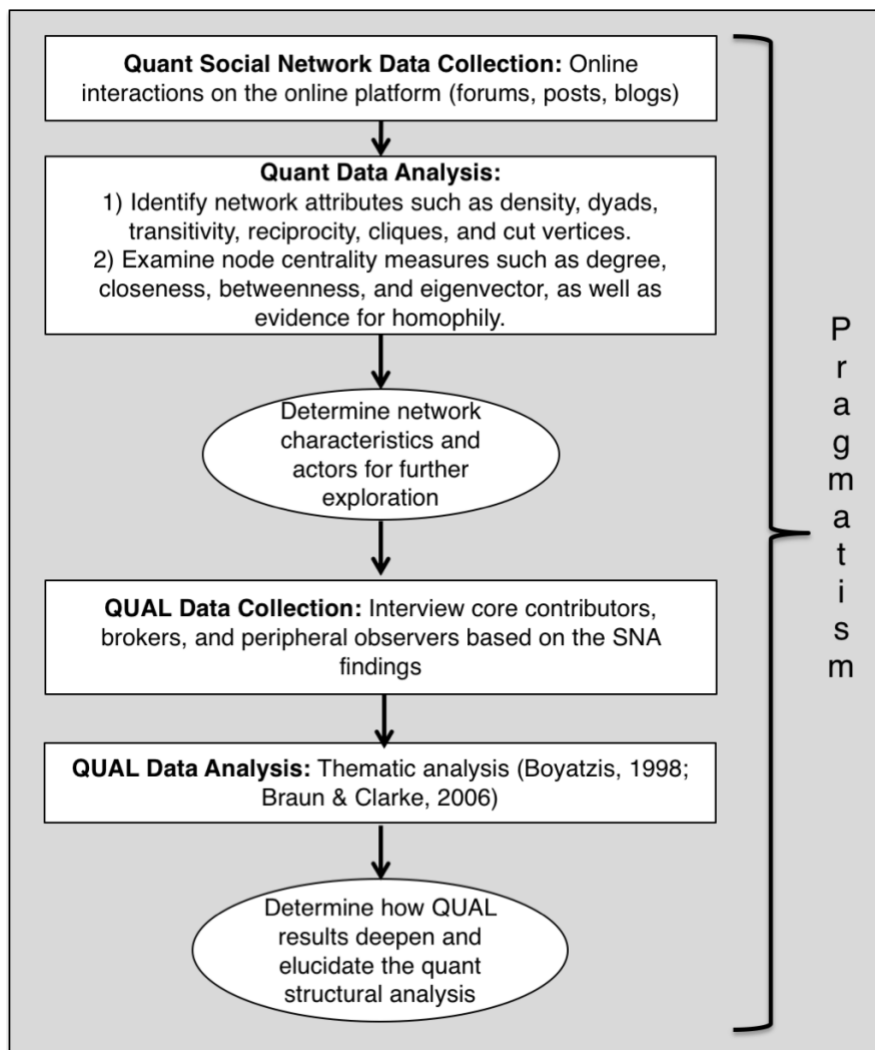 Quant Social Network Data Collection: Online
interactions on the online platform (forums, posts, blogs)
Quant Data Analysis:
1) Identify network attributes such as density, dyads,
transitivity, reciprocity, cliques, and cut vertices.
2) Examine node centrality measures such as degree,
closeness, betweenness, and eigenvector, as well as
evidence for homophily.
Determine network
characteristics and
actors for further
exploration
QUAL Data Collection: Interview core contributors,
brokers, and peripheral observers based on the SNA
findings
QUAL Data Analysis: Thematic analysis (Boyatzis, 1998;
Braun & Clarke, 2006)
Determine how QUAL
results deepen and
elucidate the quant
structural analysis
Pragmatism